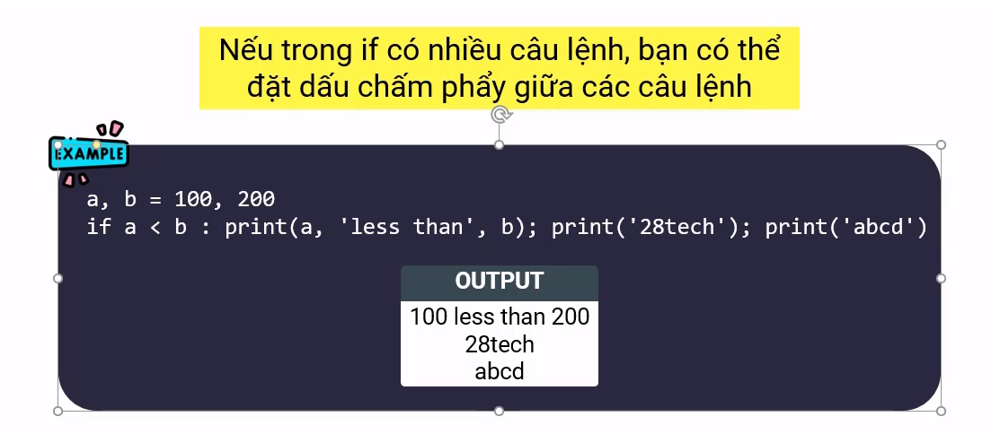 Nếu trong if có nhiều câu lệnh, bạn có thể
đặt dấu chấm phẩy giữa các câu lệnh
EXAMPLE
a, b = 100, 200
if a < b : print(a, 'less than', b); print('28tech'); print('abcd')
OUTPUT
100 less than 200
28tech
abcd